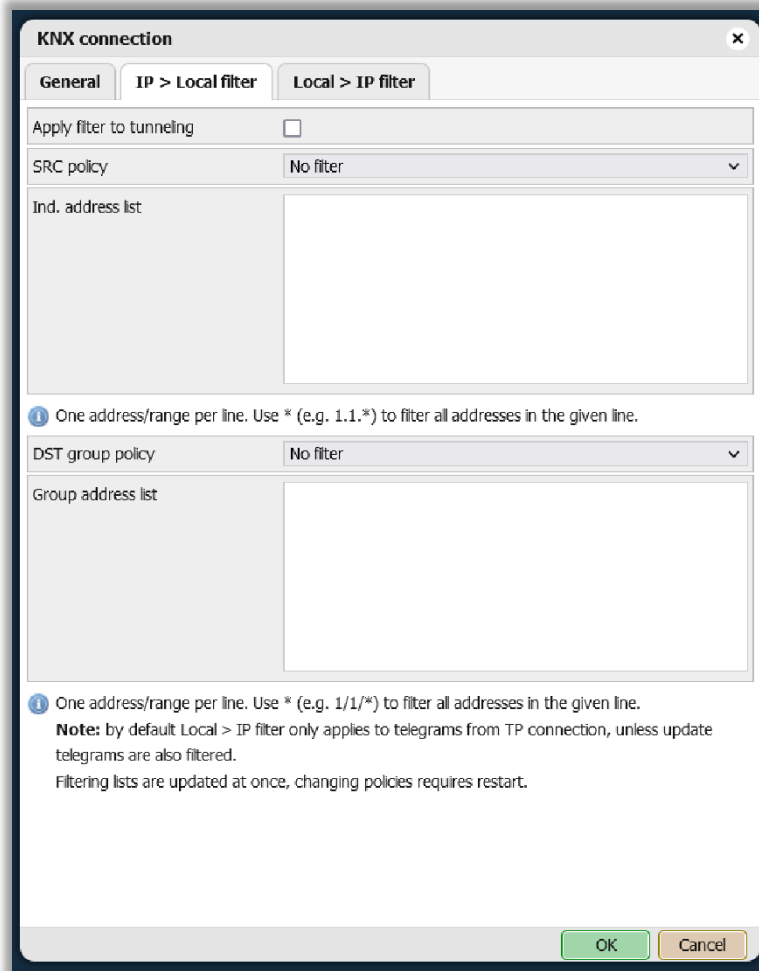 KNX connection
General IP > Local filter Local > IP filter
Apply filter to tunneling
SRC policy No filter
Ind. address list
One address/range per line. Use * (e.g. 1.1.*) to filter all addresses in the given line.
DST group policy No filter
Group address list
One address/range per line. Use * (e.g. 1/1/*) to filter all addresses in the given line.
Note: by default Local > IP filter only applies to telegrams from TP connection, unless update
telegrams are also filtered.
Filtering lists are updated at once, changing policies requires restart.
OK Cancel